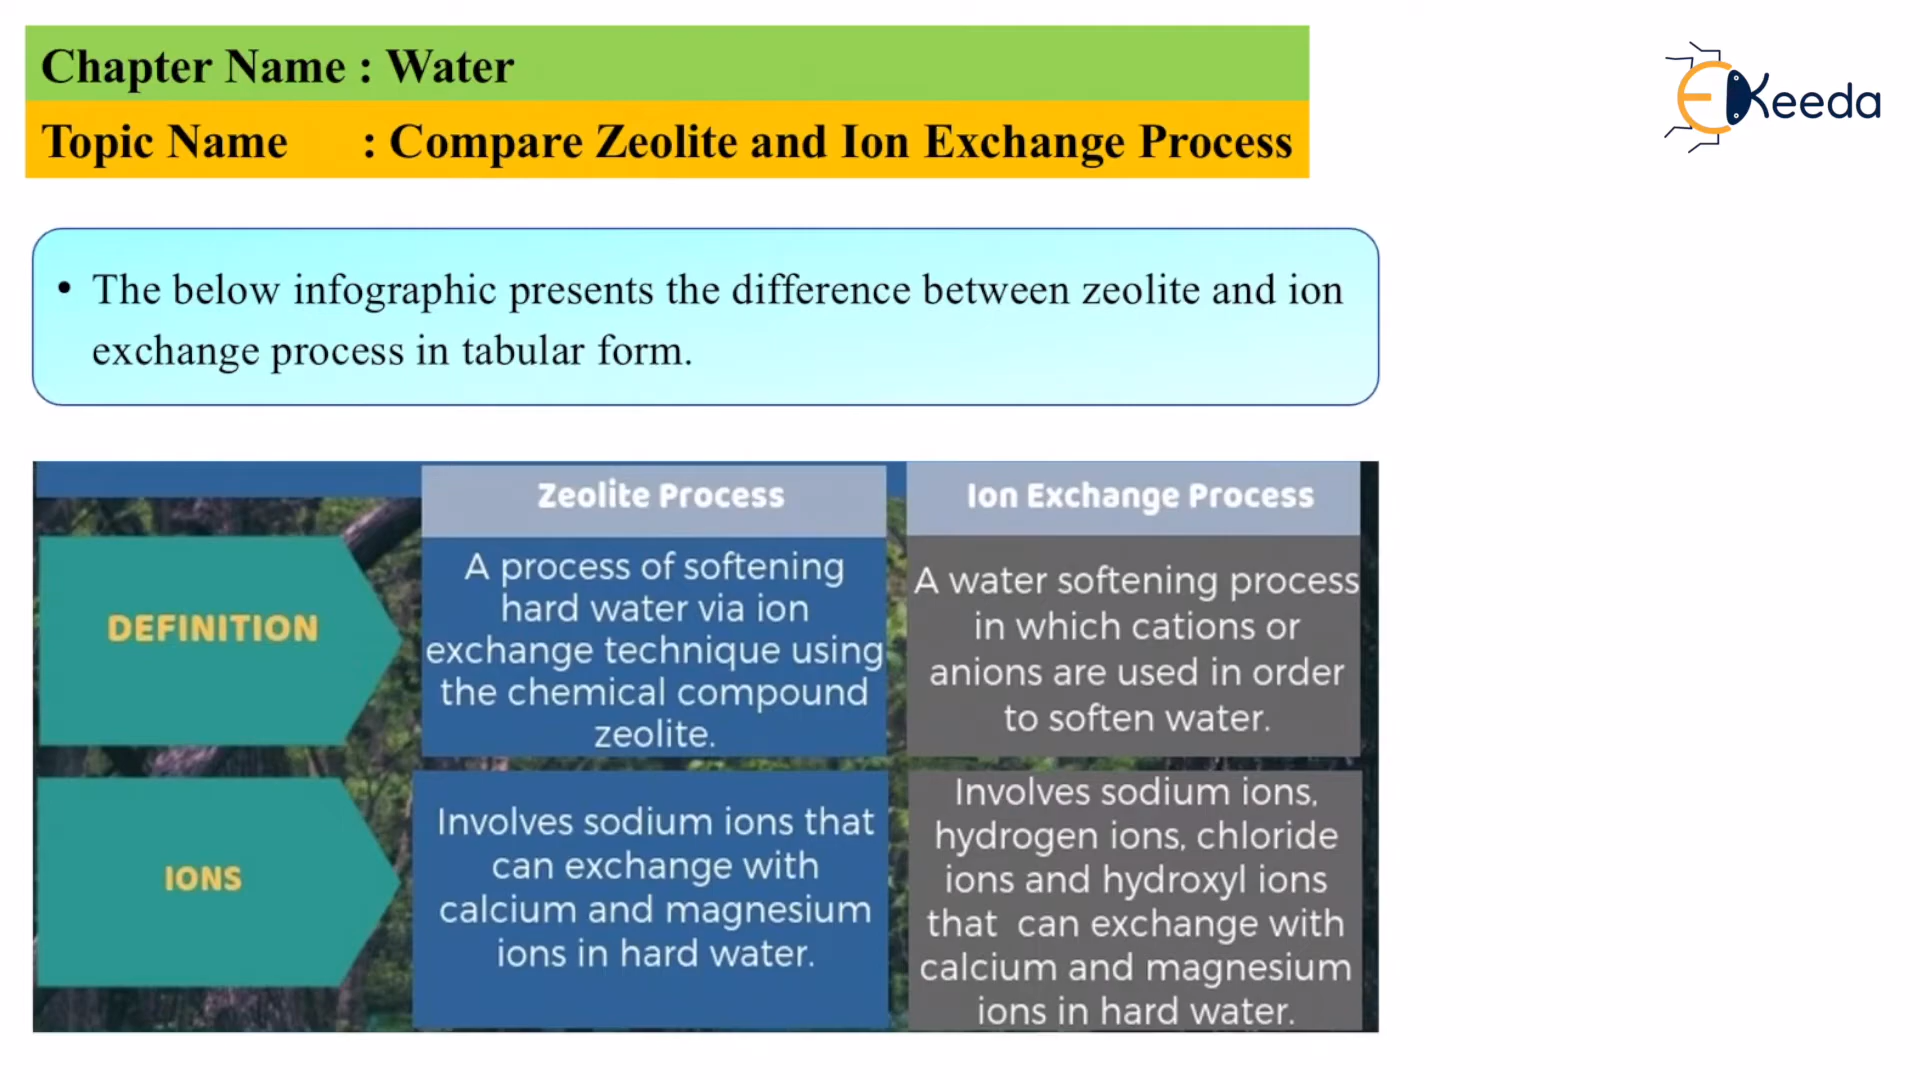 Chapter Name : Water
Topic Name : Compare Zeolite and Ion Exchange Process
EKeeda
• The below infographic presents the difference between zeolite and ion
exchange process in tabular form.
Zeolite Process
Ion Exchange Process
DEFINITION
A process of softening
hard water via ion
exchange technique using
the chemical compound
zeolite.
A water softening process
in which cations or
anions are used in order
to soften water.
IONS
Involves sodium ions that
can exchange with
calcium and magnesium
ions in hard water.
Involves sodium ions,
hydrogen ions, chloride
ions and hydroxyl ions
that can exchange with
calcium and magnesium
ions in hard water.